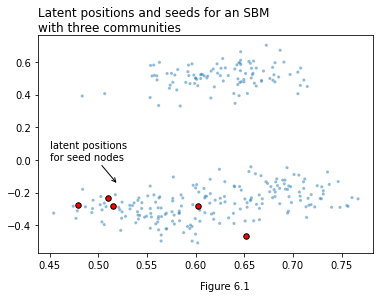 Latent positions and seeds for an SBM
with three communities
0.6
0.4
0.2
0.0
−0.2
−0.4
latent positions
for seed nodes
0.45 0.50 0.55 0.60 0.65 0.70 0.75
Figure 6.1